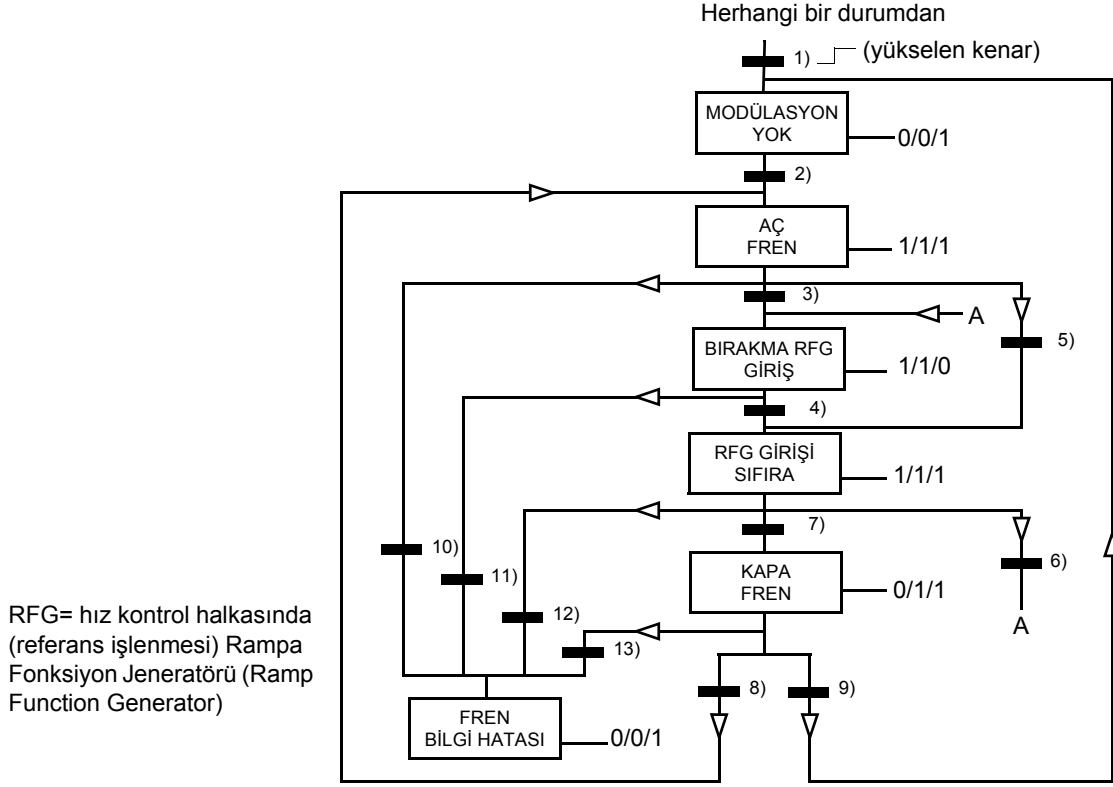 Herhangi bir durumdan
1) (yükselen kenar)
MODÜLASYON
YOK
0/0/1
2)
AÇ
FREN
1/1/1
3)
A
5)
BIRAKMA RFG
GİRİŞ
1/1/0
4)
RFG GİRİŞİ
SIFIRA
1/1/1
7)
10)
6)
11)
KAPA
FREN
0/1/1
12)
A
13)
RFG= hız kontrol halkasında
(referans işlenmesi) Rampa
Fonksiyon Jeneratörü (Ramp
Function Generator)
8)
9)
FREN
BİLGİ HATASI
0/0/1